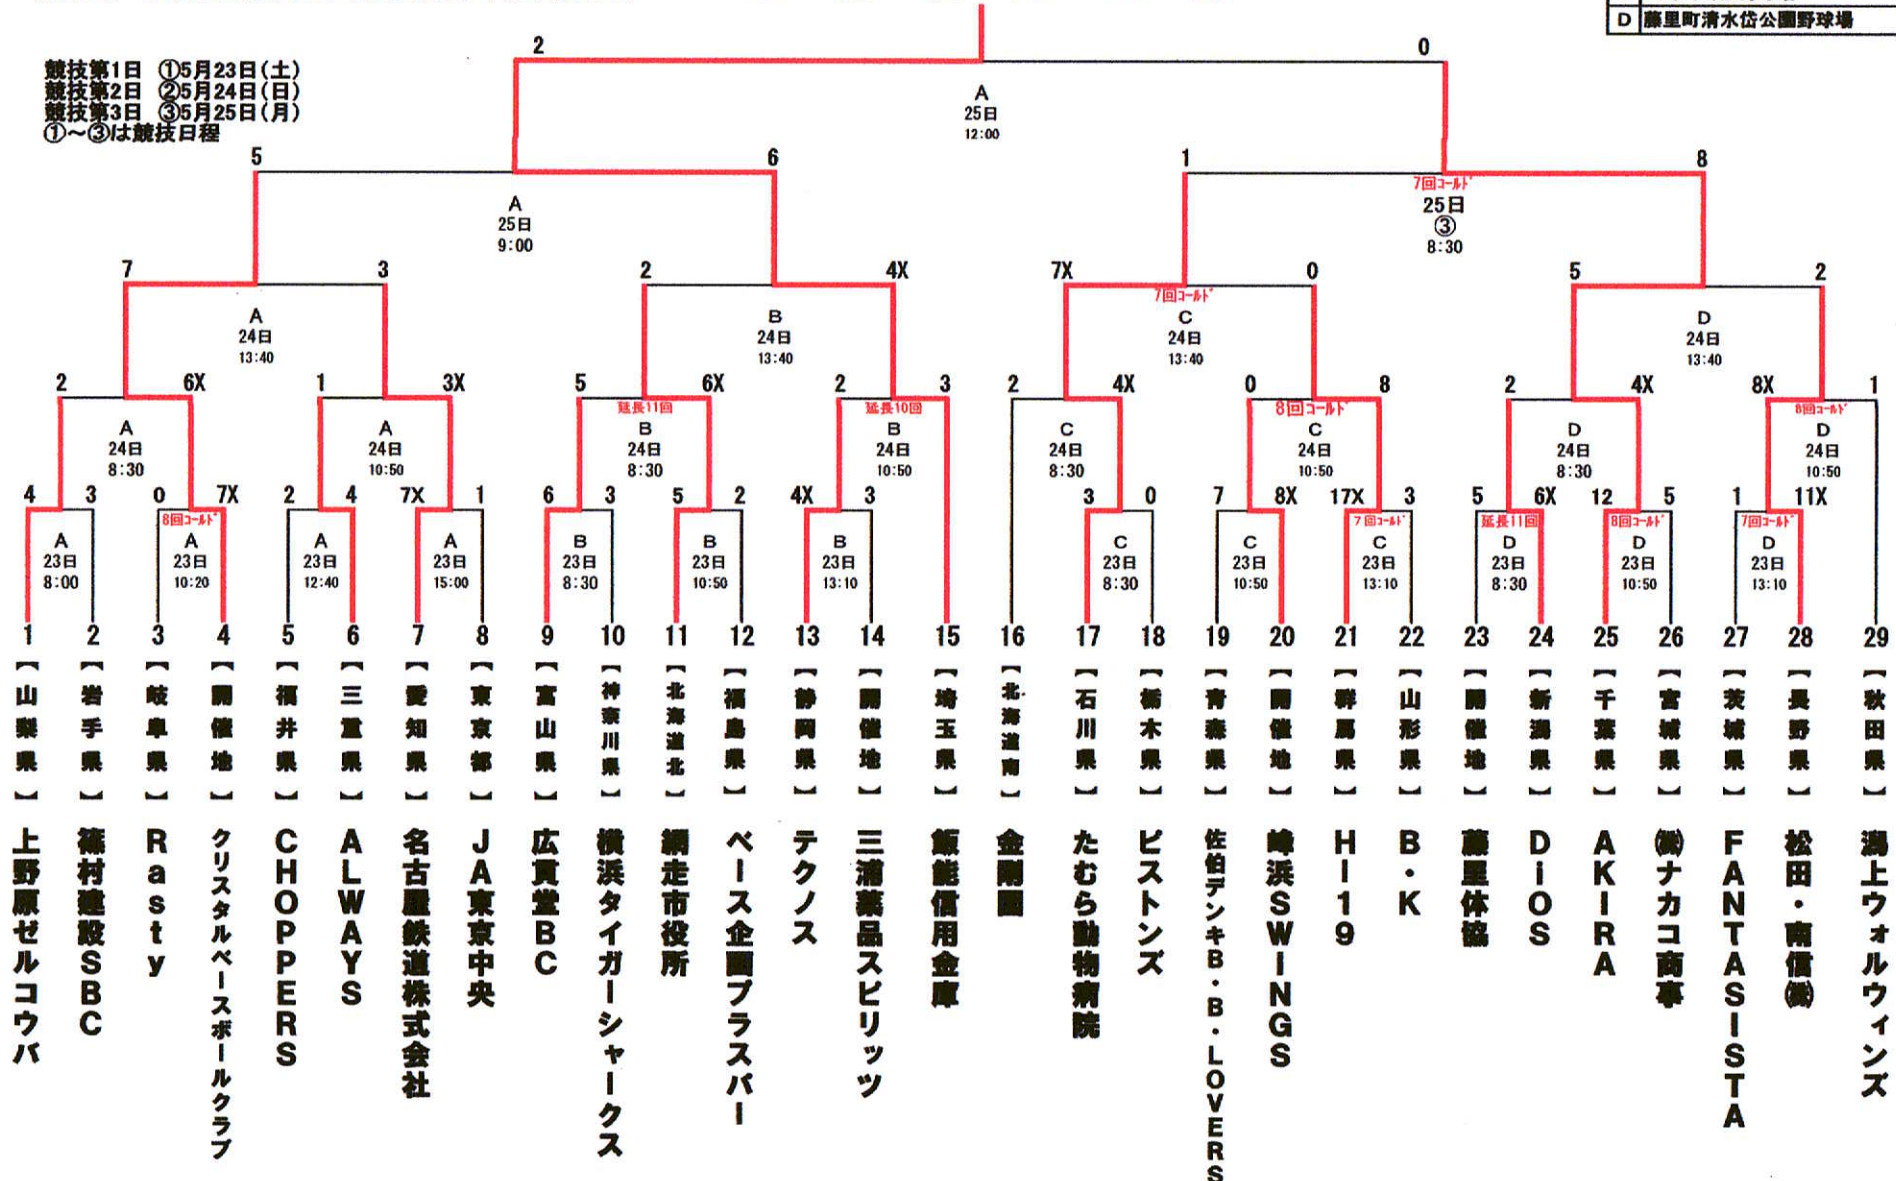 D 藤里町清水岱公園野球場
競技第1日 ①5月23日(土)
競技第2日 ②5月24日(日)
競技第3日 ③5月25日(月)
①~③は競技日程
2 0
A
25日
12:00
5 6 1 8
A
25日
9:00
7回コールド
25日
③
8:30
7 3 2 4X 7X 0 5 2
A
24日
13:40
B
24日
13:40
7回コールド
C
24日
13:40
D
24日
13:40
2 6X 1 3X 5 6X 2 3 2 4X 0 8 2 4X 8X 1
A
24日
8:30
A
24日
10:50
延長11回
B
24日
8:30
延長10回
B
24日
10:50
C
24日
8:30
8回コールド
C
24日
10:50
D
24日
8:30
8回コールド
D
24日
10:50
4 3 0 7X 2 4 7X 1 6 3 5 2 4X 3 3 0 7 8X 17X 3 5 6X 12 5 1 11X
A
23日
8:00
8回コールド
A
23日
10:20
A
23日
12:40
A
23日
15:00
B
23日
8:30
B
23日
10:50
B
23日
13:10
C
23日
8:30
C
23日
10:50
7回コールド
C
23日
13:10
延長11回
D
23日
8:30
8回コールド
D
23日
10:50
7回コールド
D
23日
13:10
1 【山梨県】 上野原ゼルコウバ
2 【岩手県】 篠村建設SBC
3 【岐阜県】 Rasty
4 【開催地】 クリスタルベースボールクラブ
5 【福井県】 CHOPPERS
6 【三重県】 ALWAYS
7 【愛知県】 名古屋鉄道株式会社
8 【東京都】 JA東京中央
9 【富山県】 広貫堂BC
10 【神奈川県】 横浜タイガーシャークス
11 【北海道北】 網走市役所
12 【福島県】 ベース企画プラスパー
13 【静岡県】 テクノス
14 【開催地】 三浦薬品スピリッツ
15 【埼玉県】 飯能信用金庫
16 【北海道南】 金剛園
17 【石川県】 たむら動物病院
18 【栃木県】 ピストンズ
19 【青森県】 佐伯デンキB・B・LOVERS
20 【開催地】 峰浜SWINGS
21 【群馬県】 HI-19
22 【山形県】 B・K
23 【開催地】 藤里体協
24 【新潟県】 DiOS
25 【千葉県】 AKIRA
26 【宮城県】 ㈱ナカコ商事
27 【茨城県】 FANTASISTA
28 【長野県】 松田・南信㈱
29 【秋田県】 潟上ウォルウィンズ